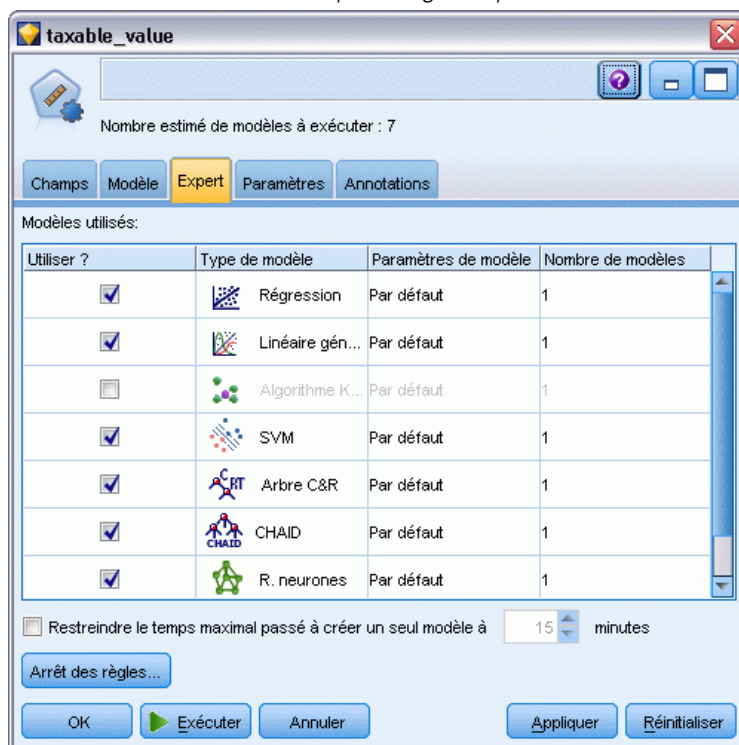 taxable_value
Nombre estimé de modèles à exécuter : 7
Champs Modèle Expert Paramètres Annotations
Modèles utilisés:
Utiliser ? Type de modèle Paramètres de modèle Nombre de modèles
Régression Par défaut 1
Linéaire gén... Par défaut 1
Algorithme K... Par défaut 1
SVM Par défaut 1
C RT Arbre C&R Par défaut 1
CHAID CHAID Par défaut 1
R. neurones Par défaut 1
Restreindre le temps maximal passé à créer un seul modèle à 15 minutes
Arrêt des règles...
OK Exécuter Annuler Appliquer Réinitialiser